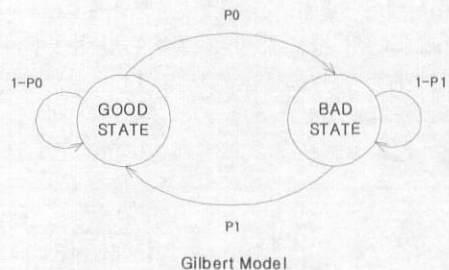 P0
1-P0
1-P1
GOOD
STATE
BAD
STATE
P1
Gilbert Model